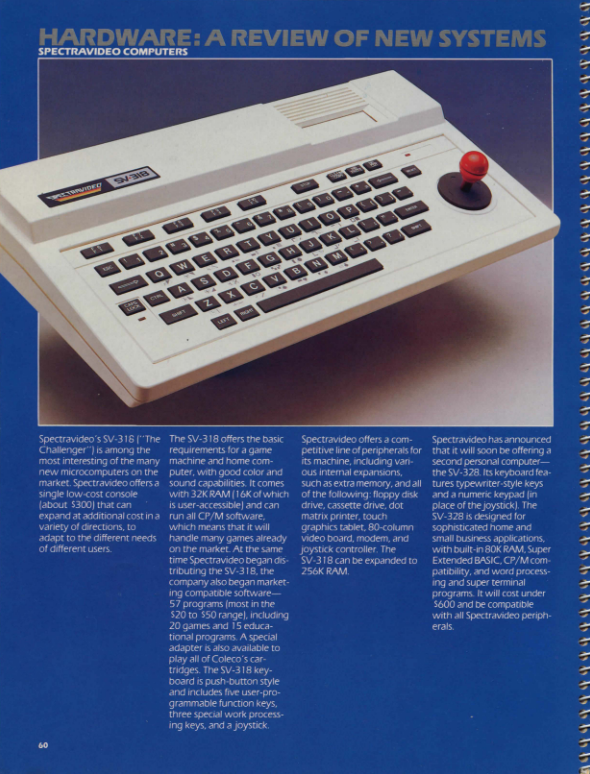 HARDWARE: A REVIEW OF NEW SYSTEMS
SPECTRAVIDEO COMPUTERS
SPECTRAVIDEO
SV-318
Q W E R T Y U I O P
A S D F G H J K L
Z X C V B N M
CAPS LOCK
CTRL
SHIFT
LEFT
RIGHT
Spectravideo's SV-318 ("The
Challenger") is among the
most interesting of the many
new microcomputers on the
market. Spectravideo offers a
single low-cost console
(about $300) that can
expand at additional cost in a
variety of directions, to
adapt to the different needs
of different users.
The SV-318 offers the basic
requirements for a game
machine and home com-
puter, with good color and
sound capabilities. It comes
with 32K RAM (16K of which
is user-accessible) and can
run all CP/M software,
which means that it will
handle many games already
on the market. At the same
time Spectravideo began dis-
tributing the SV-318, the
company also began market-
ing compatible software—
57 programs (most in the
$20 to $50 range), including
20 games and 15 educa-
tional programs. A special
adapter is also available to
play all of Coleco's car-
tridges. The SV-318 key-
board is push-button style
and includes five user-pro-
grammable function keys,
three special work process-
ing keys, and a joystick.
Spectravideo offers a com-
petitive line of peripherals for
its machine, including vari-
ous internal expansions,
such as extra memory, and all
of the following: floppy disk
drive, cassette drive, dot
matrix printer, touch
graphics tablet, 80-column
video board, modem, and
joystick controller. The
SV-318 can be expanded to
256K RAM.
Spectravideo has announced
that it will soon be offering a
second personal computer—
the SV-328. Its keyboard fea-
tures typewriter-style keys
and a numeric keypad (in
place of the joystick). The
SV-328 is designed for
sophisticated home and
small business applications,
with built-in 80K RAM, Super
Extended BASIC, CP/M com-
patibility, and word process-
ing and super terminal
programs. It will cost under
$600 and be compatible
with all Spectravideo periph-
erals.
60